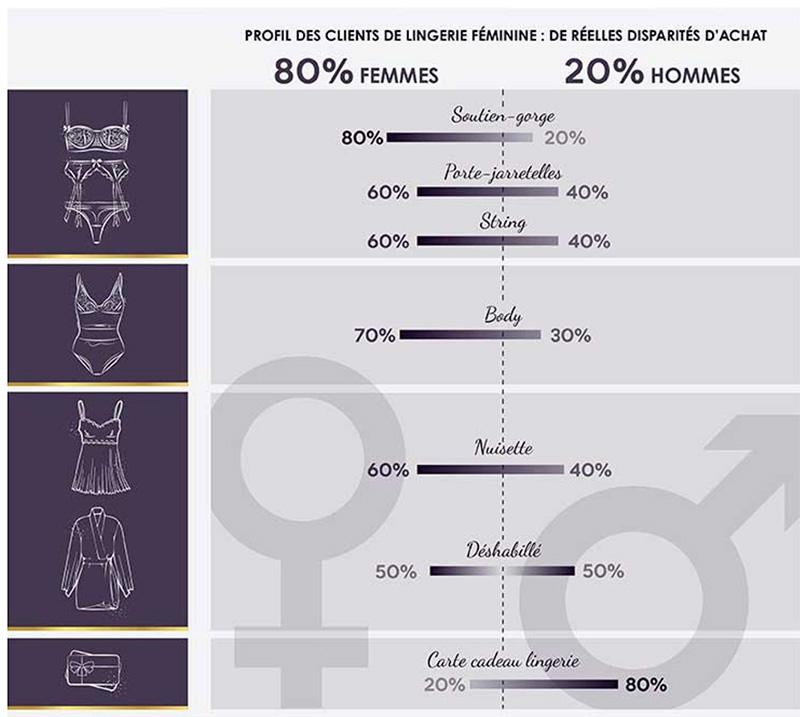 PROFIL DES CLIENTS DE LINGERIE FÉMININE : DE RÉELLES DISPARITÉS D'ACHAT
80% FEMMES 20% HOMMES
Soutien-gorge
80% 20%
Porte-jarretelles
60% 40%
String
60% 40%
Body
70% 30%
Nuisette
60% 40%
Déshabillé
50% 50%
Carte cadeau lingerie
20% 80%